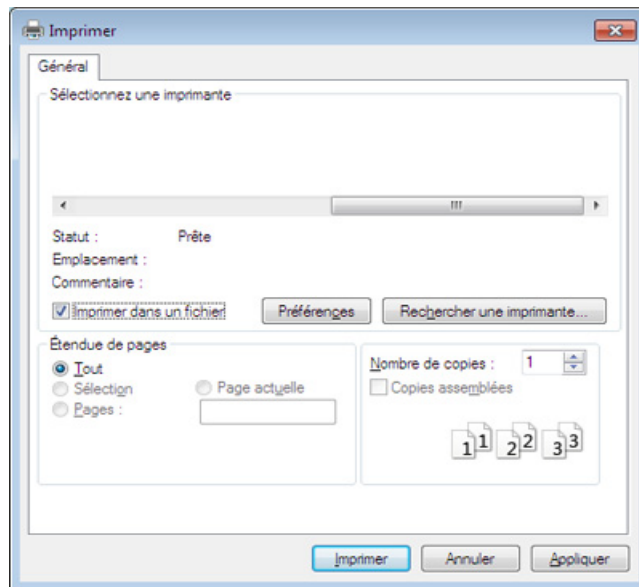 Imprimer
Général
Sélectionnez une imprimante
Statut : Prête
Emplacement :
Commentaire :
Imprimer dans un fichier Préférences Rechercher une imprimante...
Étendue de pages
Tout
Sélection Page actuelle
Pages :
Nombre de copies : 1
Copies assemblées
1 1 2 2 3 3
Imprimer Annuler Appliquer